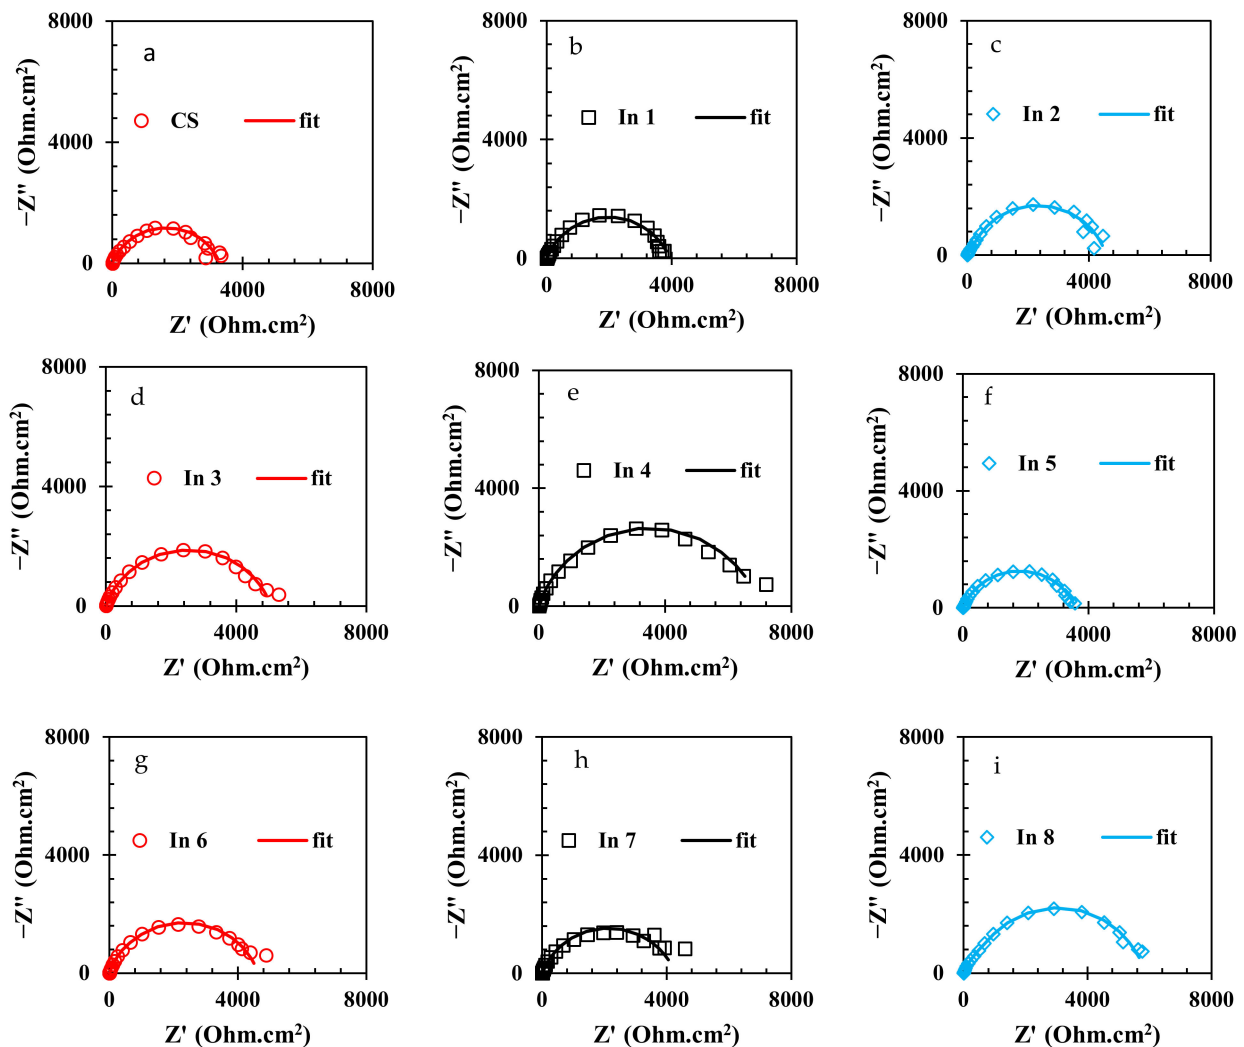 8000
4000
0
−Z'' (Ohm.cm²)
a
CS fit
0 4000 8000
Z' (Ohm.cm²)
8000
4000
0
−Z'' (Ohm.cm²)
b
In 1 fit
0 4000 8000
Z' (Ohm.cm²)
8000
4000
0
−Z'' (Ohm.cm²)
c
In 2 fit
0 4000 8000
Z' (Ohm.cm²)
8000
4000
0
−Z'' (Ohm.cm²)
d
In 3 fit
0 4000 8000
Z' (Ohm.cm²)
8000
4000
0
−Z'' (Ohm.cm²)
e
In 4 fit
0 4000 8000
Z' (Ohm.cm²)
8000
4000
0
−Z'' (Ohm.cm²)
f
In 5 fit
0 4000 8000
Z' (Ohm.cm²)
8000
4000
0
−Z'' (Ohm.cm²)
g
In 6 fit
0 4000 8000
Z' (Ohm.cm²)
8000
4000
0
−Z'' (Ohm.cm²)
h
In 7 fit
0 4000 8000
Z' (Ohm.cm²)
8000
4000
0
−Z'' (Ohm.cm²)
i
In 8 fit
0 4000 8000
Z' (Ohm.cm²)